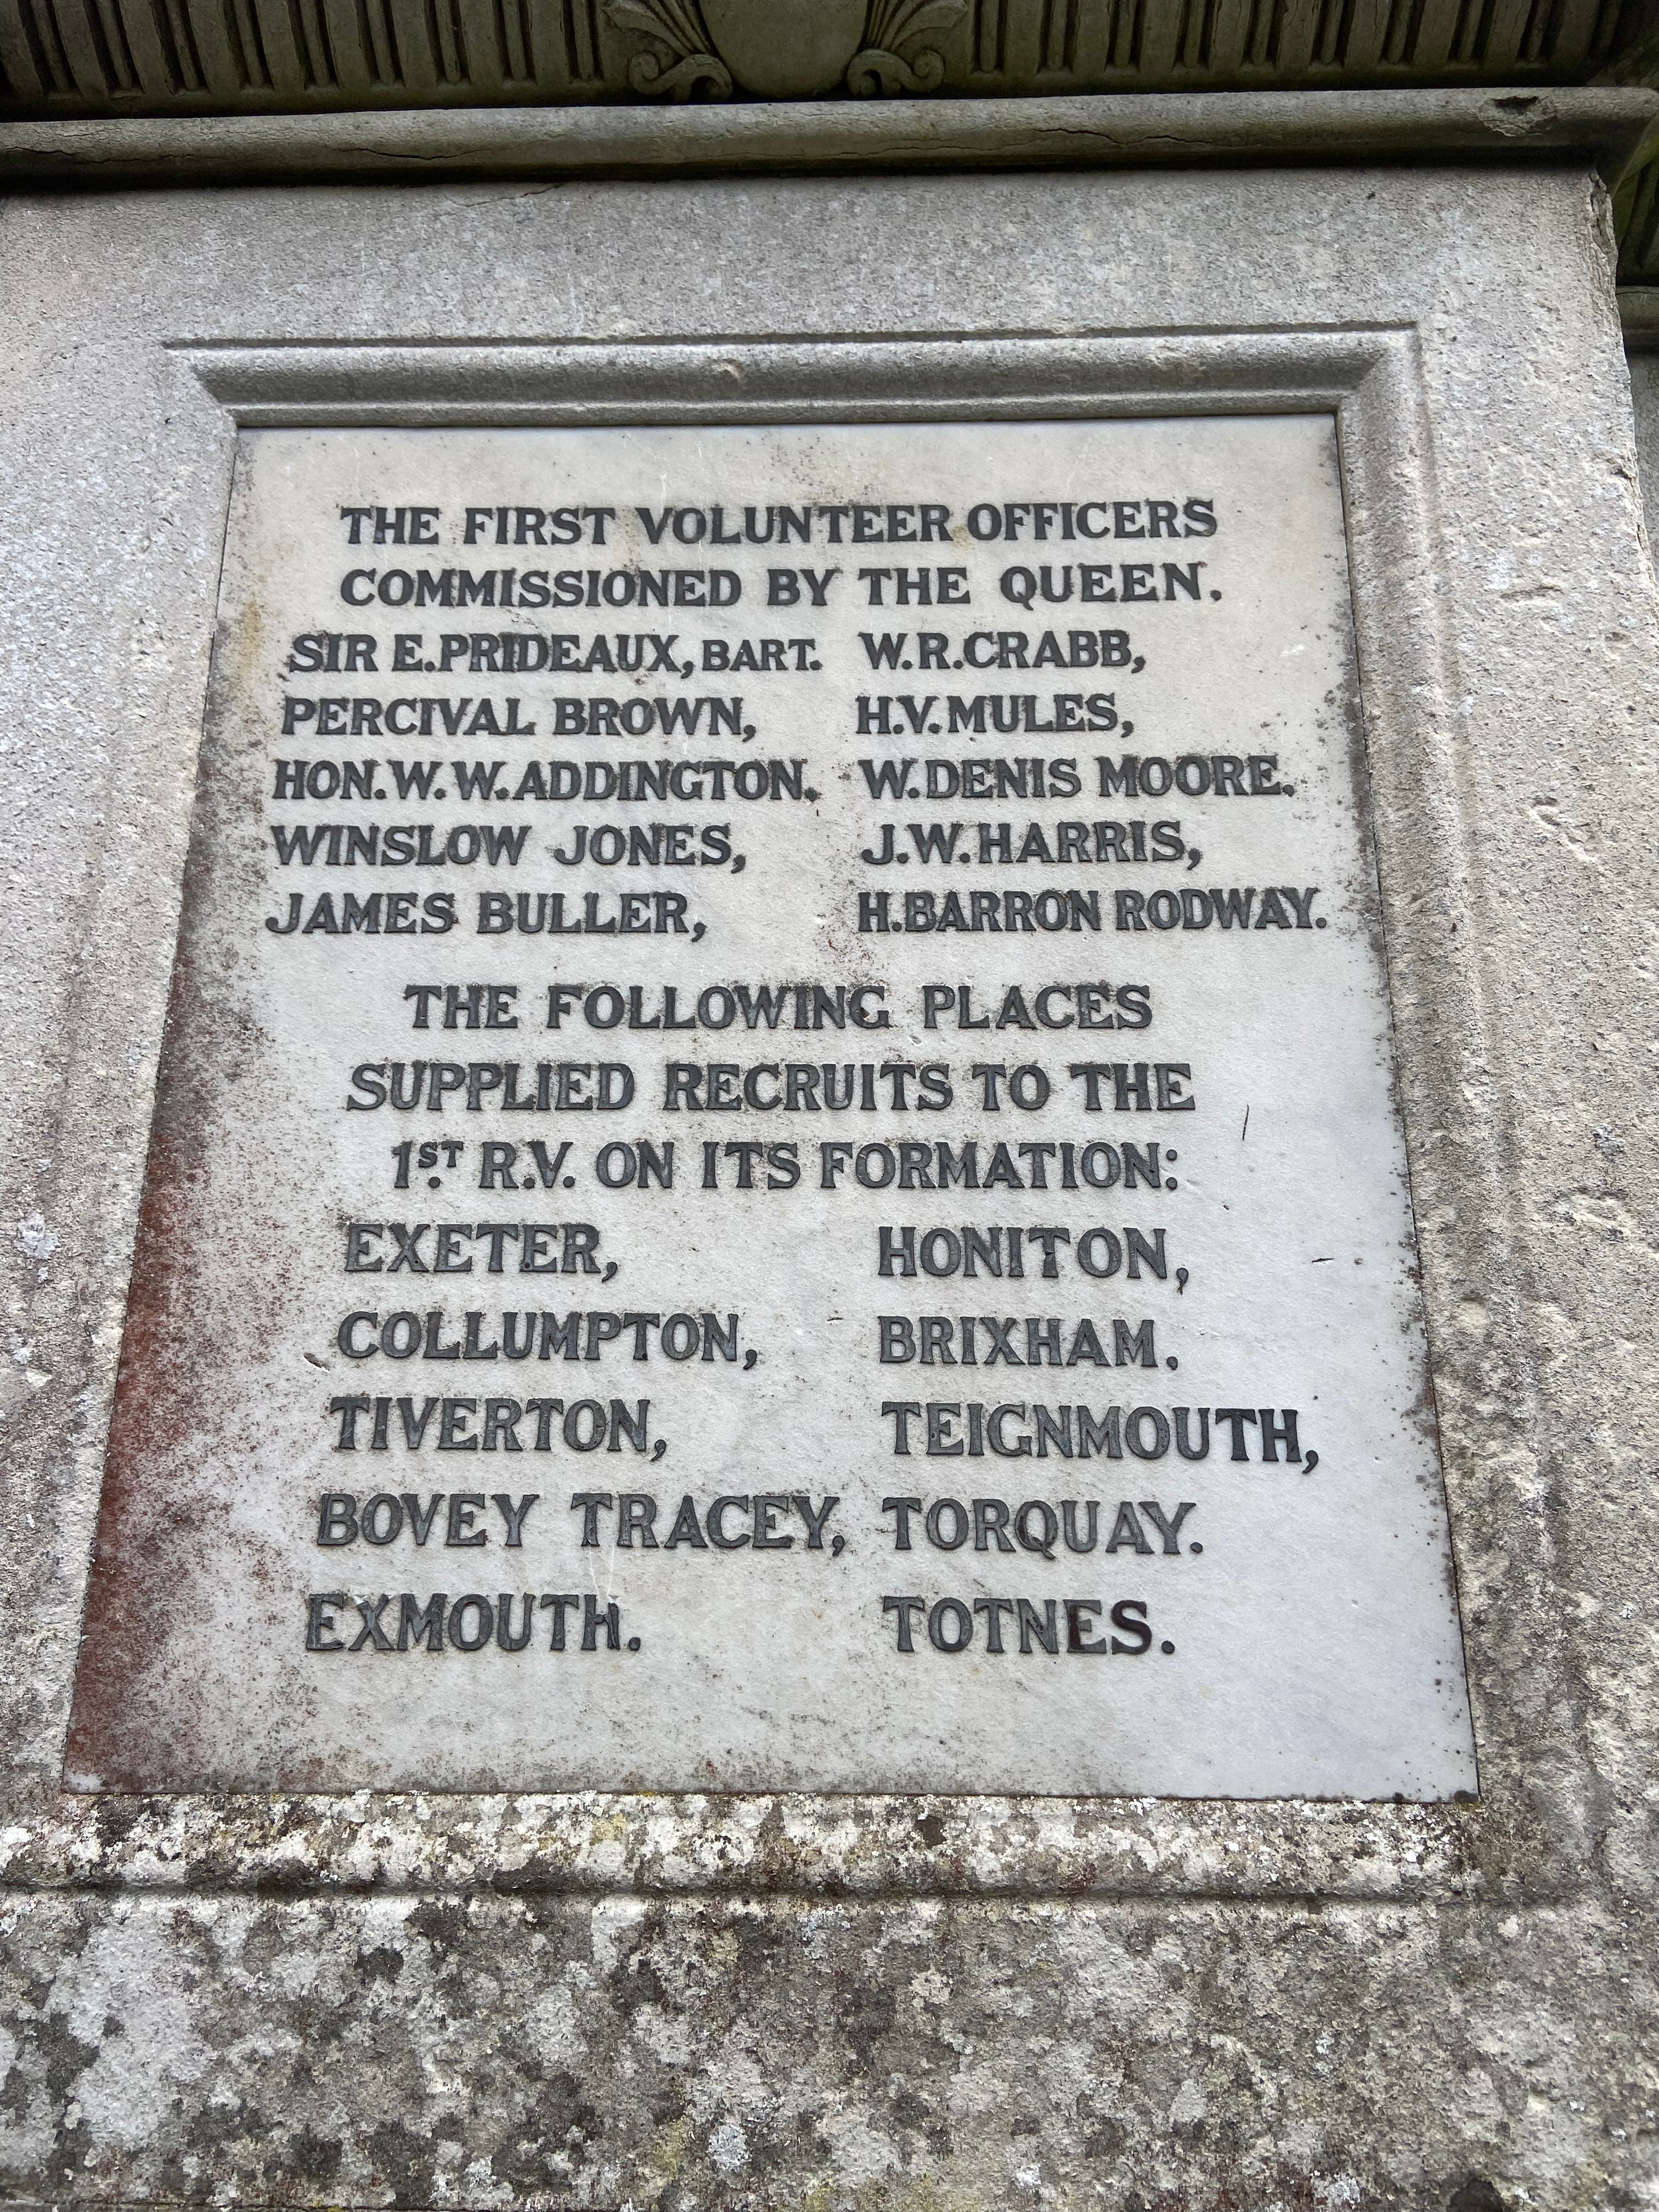 THE FIRST VOLUNTEER OFFICERS
COMMISSIONED BY THE QUEEN.
SIR E. PRIDEAUX, BART. W. R. CRABB,
PERCIVAL BROWN, H. V. MULES,
HON. W. W. ADDINGTON. W. DENIS MOORE.
WINSLOW JONES, J. W. HARRIS,
JAMES BULLER, H. BARRON RODWAY.
THE FOLLOWING PLACES
SUPPLIED RECRUITS TO THE
1ST R.V. ON ITS FORMATION:
EXETER, HONITON,
COLLUMPTON, BRIXHAM.
TIVERTON, TEIGNMOUTH,
BOVEY TRACEY, TORQUAY.
EXMOUTH. TOTNES.